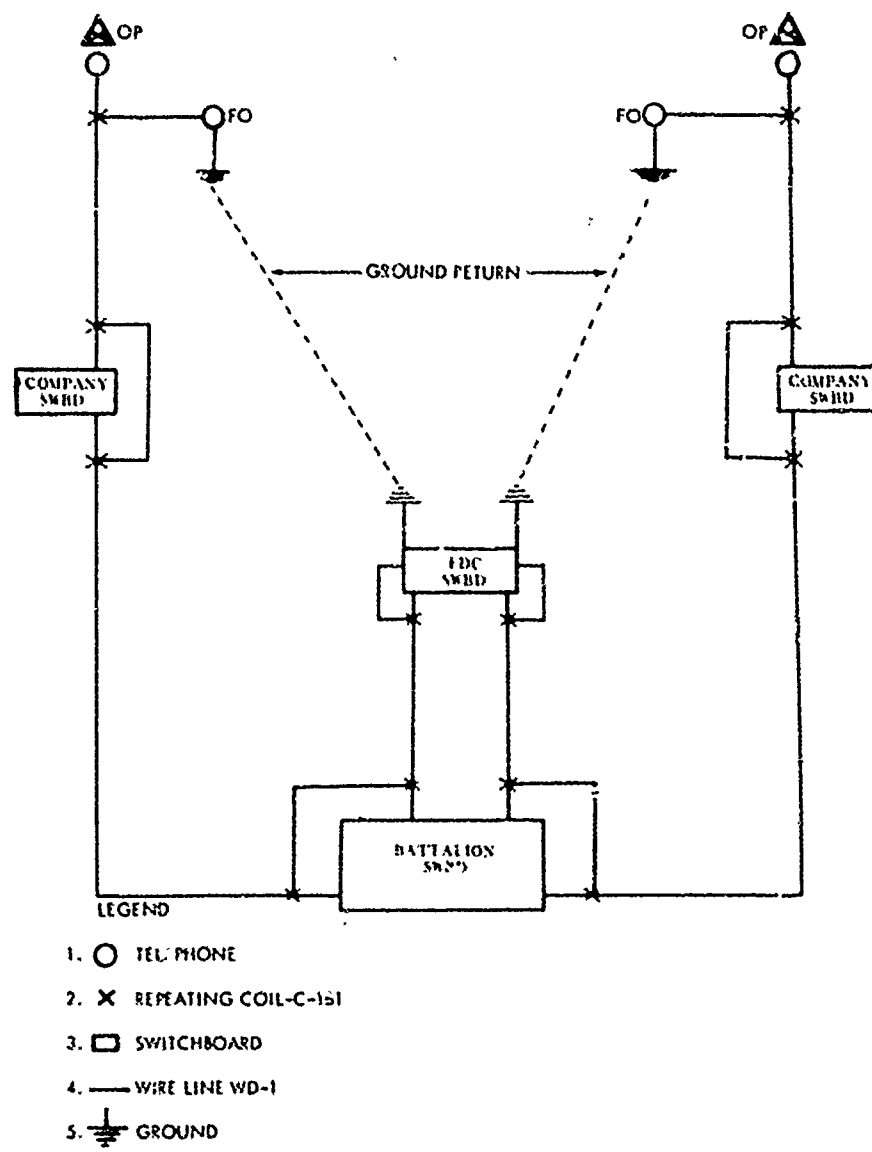 OP
OP
FO
FO
GROUND RETURN
COMPANY
SWBD
COMPANY
SWBD
FDC
SWBD
BATTALION
LEGEND
1. TELEPHONE
2. REPEATING COIL-C-161
3. SWITCHBOARD
4. WIRE LINE WD-1
5. GROUND